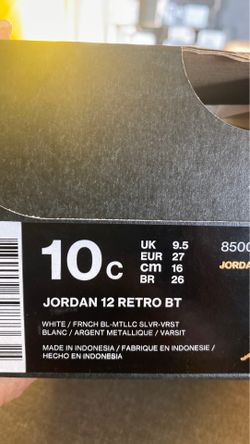 10C
UK 9.5
EUR 27
cm 16
BR 26
8500
JORDAN
JORDAN 12 RETRO BT
WHITE / FRNCH BL-MTLLC SLVR-VRST
BLANC / ARGENT METALLIQUE / VARSIT
MADE IN INDONESIA / FABRIQUE EN INDONESIE /
HECHO EN INDONESIA